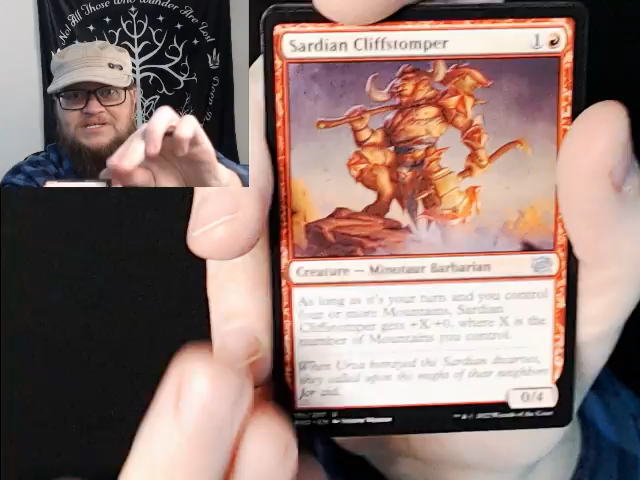 Not All Those Who Wander Are Lost
Sardian Cliffstomper 1
Creature — Minotaur Barbarian
As long as it's your turn and you control
four or more Mountains, Sardian
Cliffstomper gets +X/+0, where X is the
number of Mountains you control.
When Urza betrayed the Sardian dwarves,
they called upon the might of their neighbors
for aid.
0/4